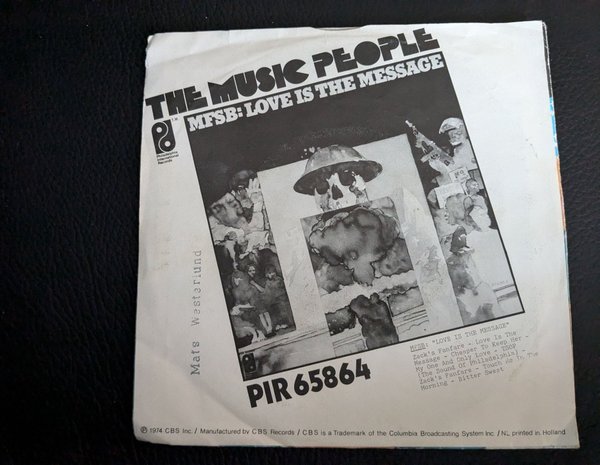 THE MUSIC PEOPLE
MFSB: LOVE IS THE MESSAGE
TM
Philadelphia
International
Records
Mats Westerlund
MFSB: "LOVE IS THE MESSAGE"
Zack's Fanfare - Love Is The
Message - Cheaper To Keep Her -
My One And Only Love - TSOP
(The Sound Of Philadelphia)
Zack's Fanfare - Touch Me In The
Morning - Bitter Sweet
PIR 65864
℗ 1974 CBS Inc. / Manufactured by CBS Records / CBS is a Trademark of the Columbia Broadcasting System Inc. / NL printed in Holland